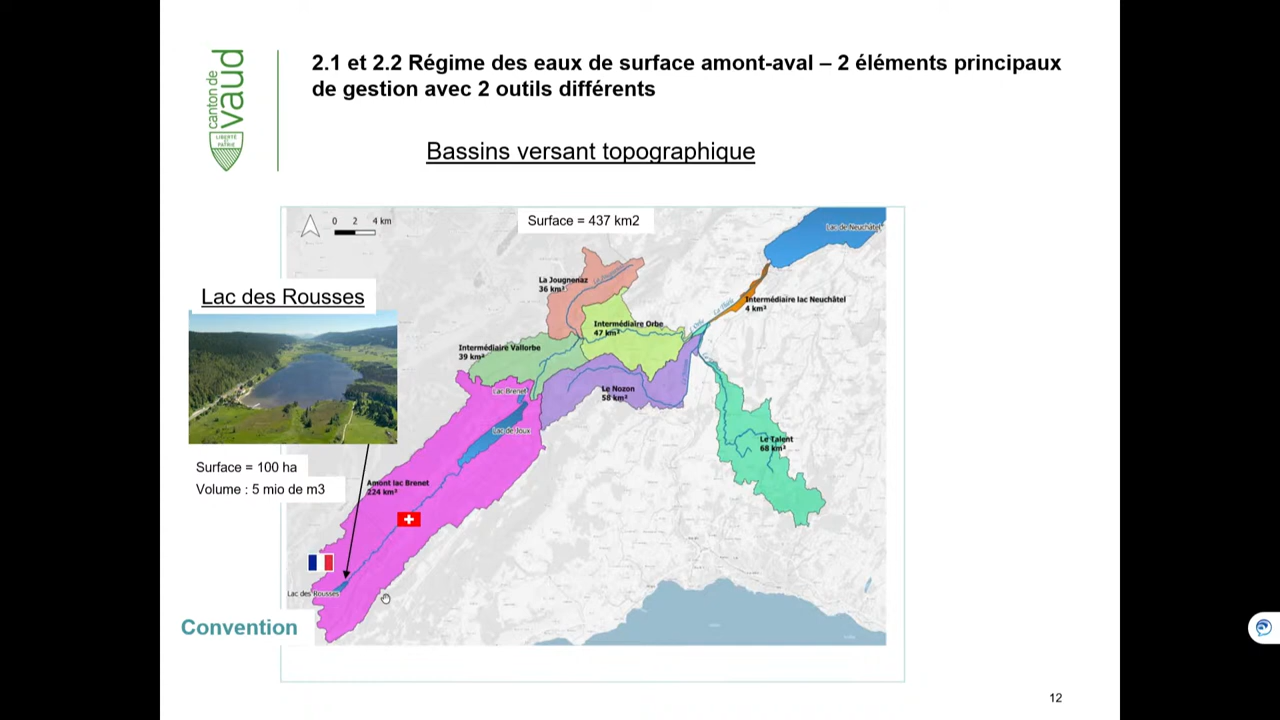 canton de
vaud
LIBERTÉ
ET
PATRIE
2.1 et 2.2 Régime des eaux de surface amont-aval – 2 éléments principaux
de gestion avec 2 outils différents
Bassins versant topographique
0 2 4 km
Surface = 437 km2
Lac de Neuchâtel
La Jougnenaz
36 km²
Lac des Rousses
Intermédiaire lac Neuchâtel
4 km²
Intermédiaire Orbe
47 km²
Intermédiaire Vallorbe
39 km²
Lac Brenet
Le Nozon
58 km²
Lac de Joux
Le Talent
68 km²
Surface = 100 ha
Volume : 5 mio de m3
Amont lac Brenet
224 km²
Lac des Rousses
Convention
12